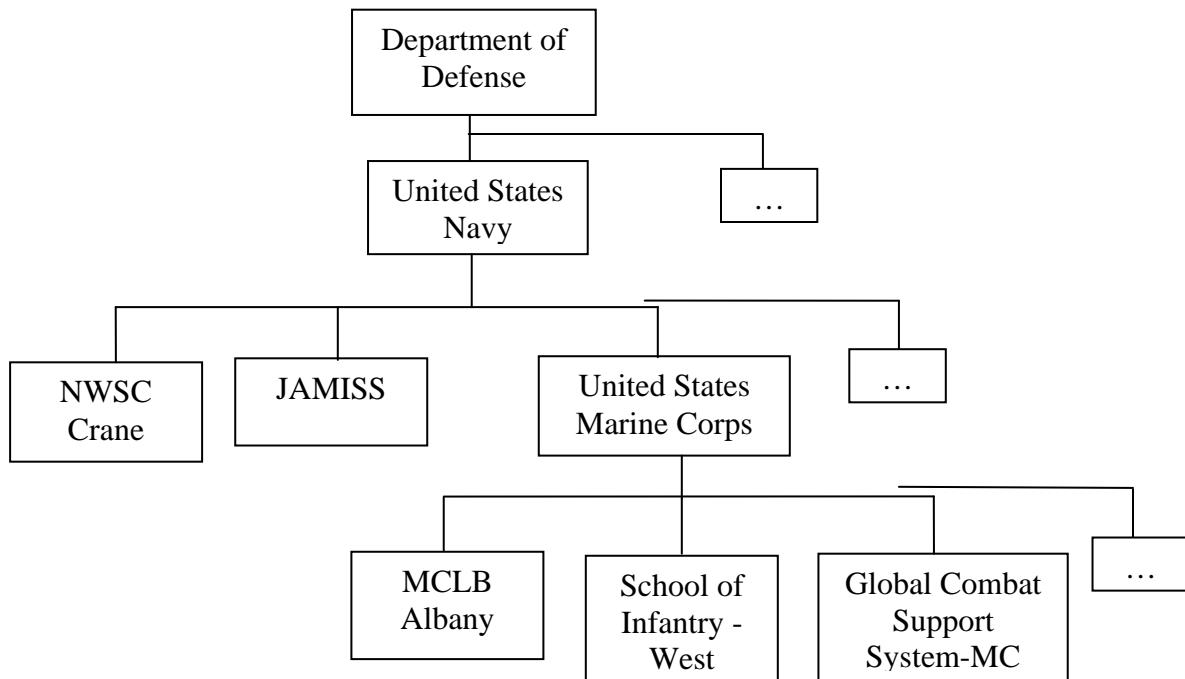 Department of
Defense
United States
Navy
…
NWSC
Crane
JAMISS
United States
Marine Corps
…
MCLB
Albany
School of
Infantry -
West
Global Combat
Support
System-MC
…